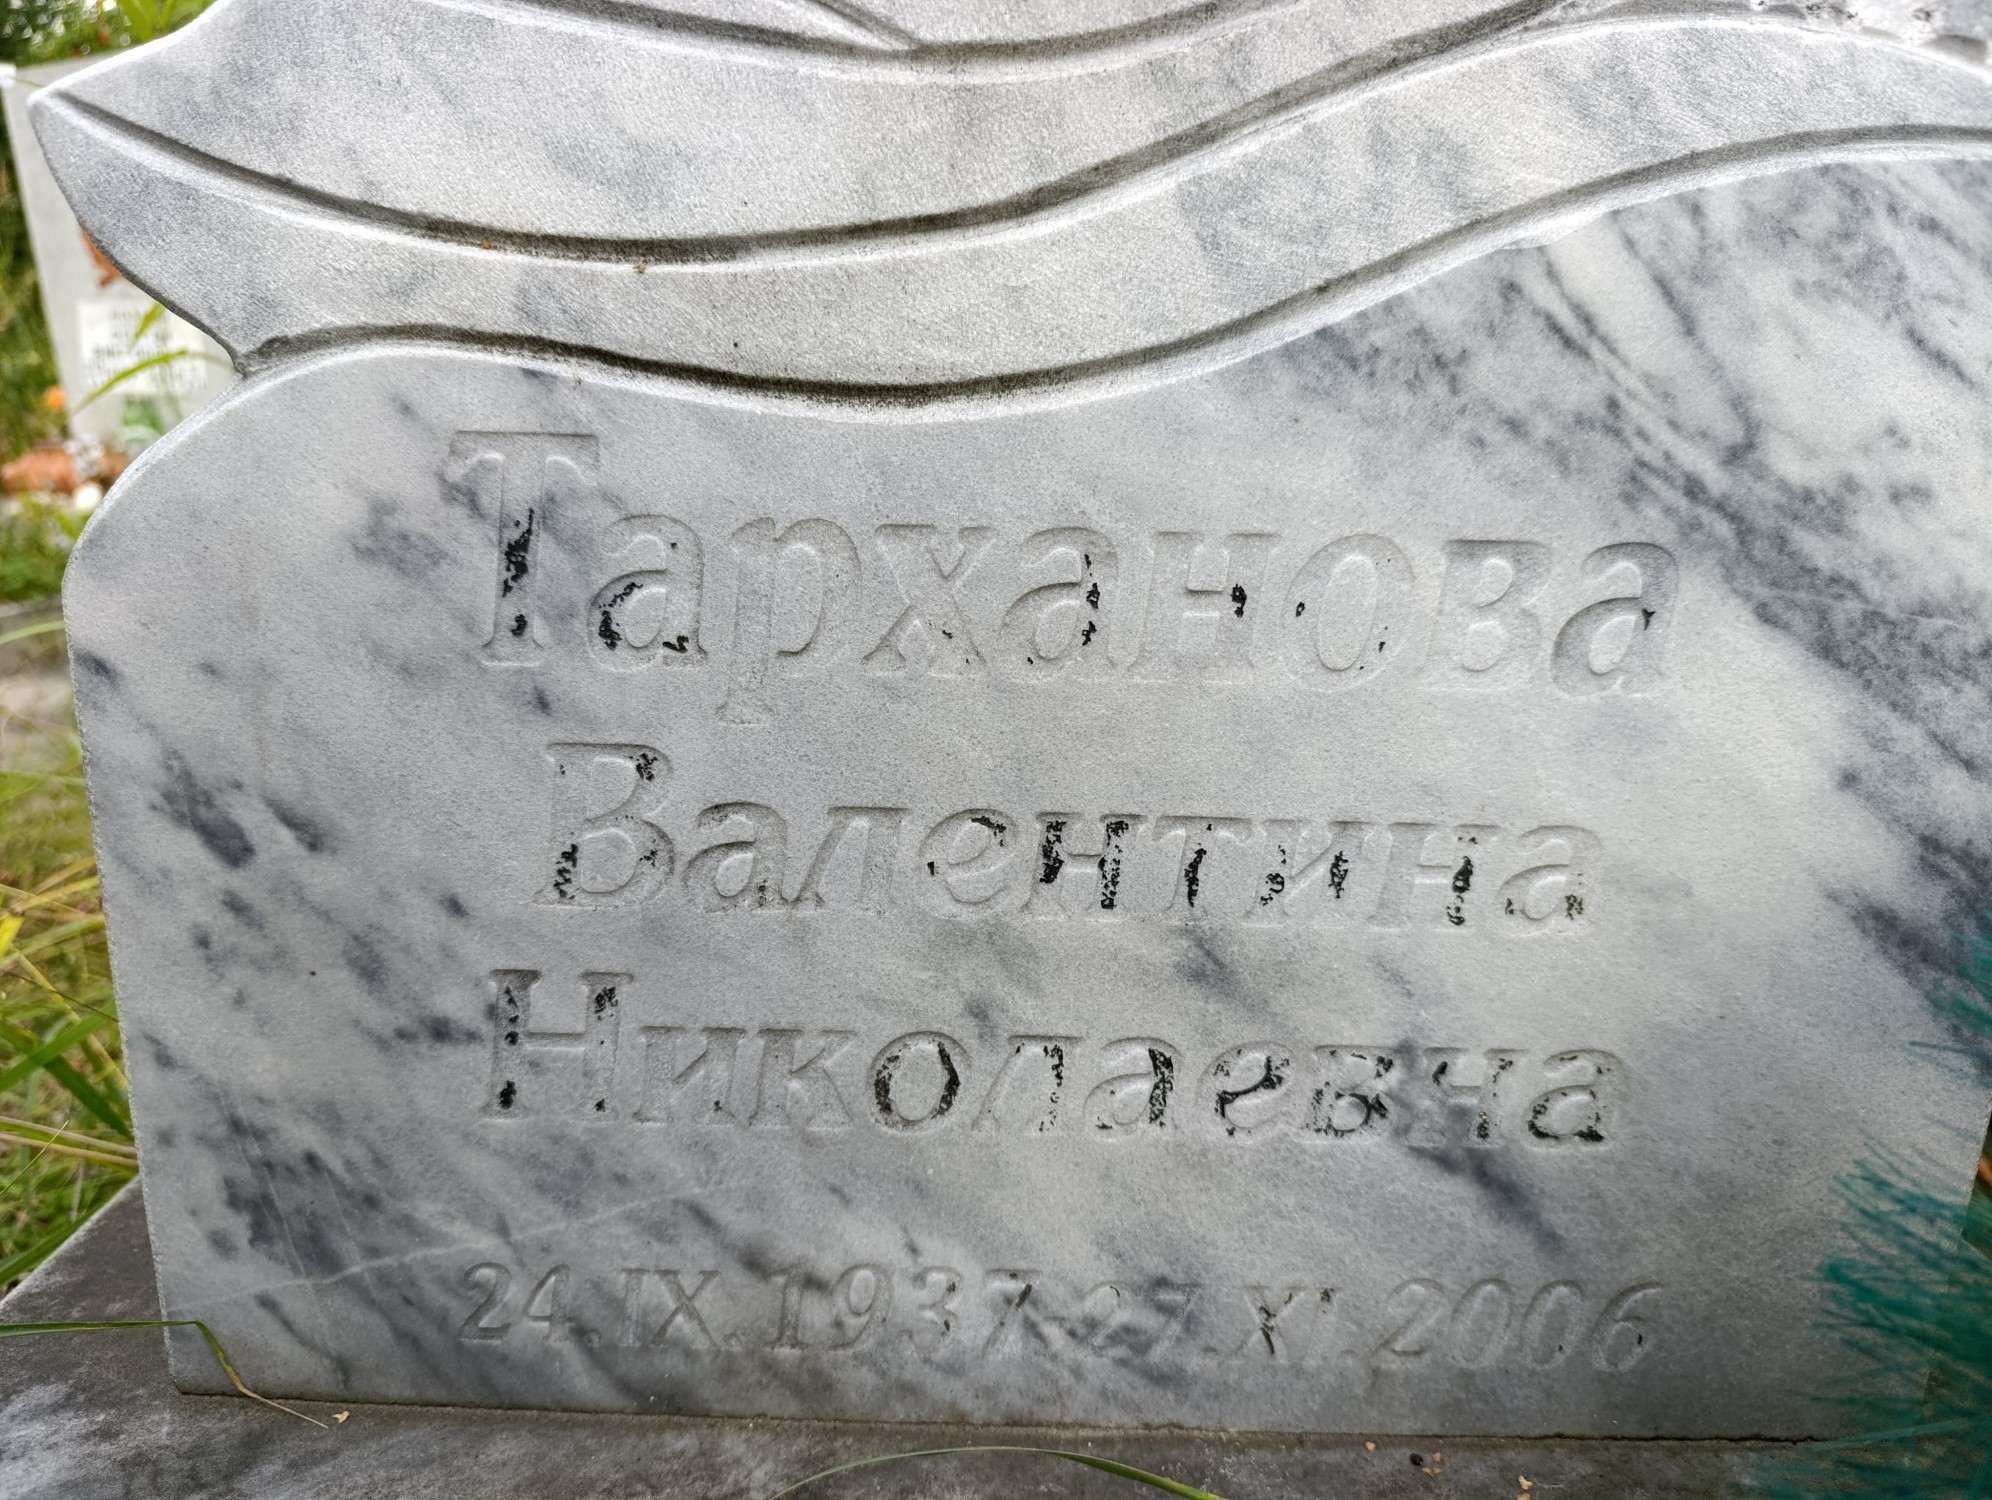 Тарханова
Валентина
Николаевна
24.IX.1937-27.XI.2006